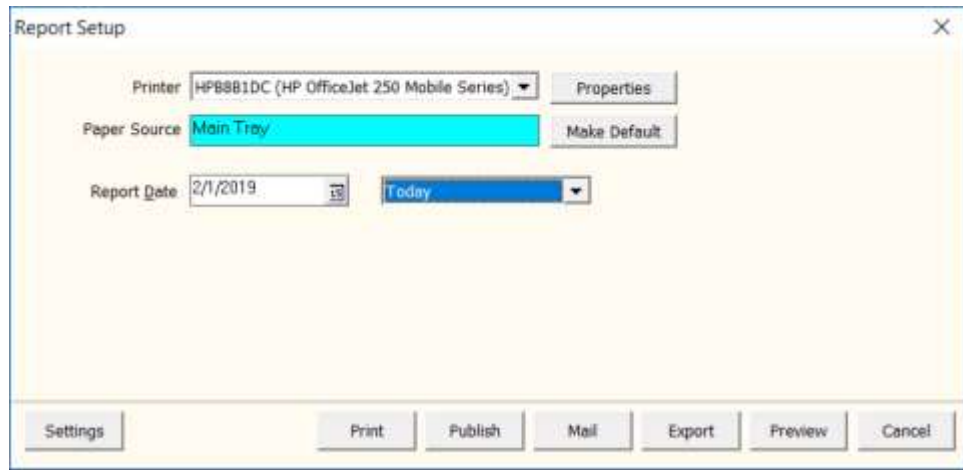 Report Setup
Printer HPB8B1DC (HP OfficeJet 250 Mobile Series) Properties
Paper Source Main Tray Make Default
Report Date 2/1/2019 15 Today
Settings Print Publish Mail Export Preview Cancel